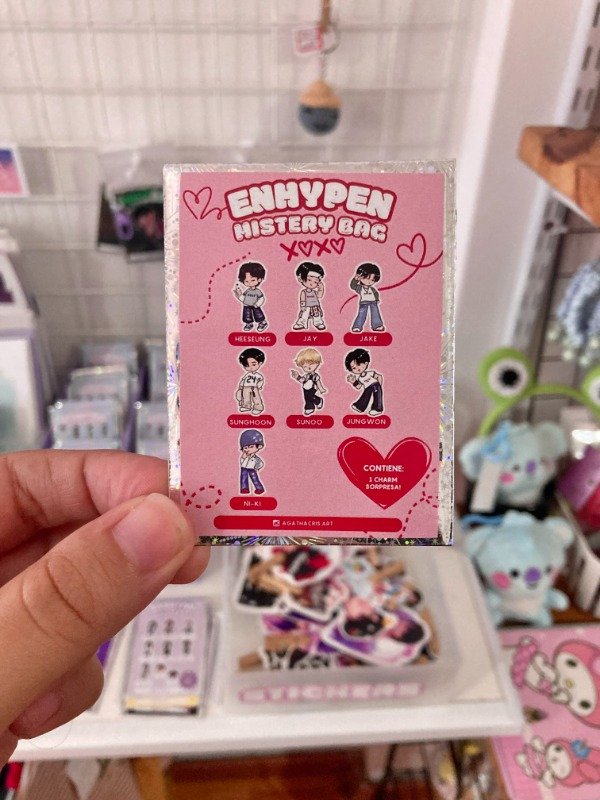 ENHYPEN
MISTERY BAG
XOXO
HEESEUNG
JAY
JAKE
SUNGHOON
SUNOO
JUNGWON
24
NI-KI
CONTIENE:
1 CHARM
SORPRESA!
AGATHACRIS.ART
STICKERS